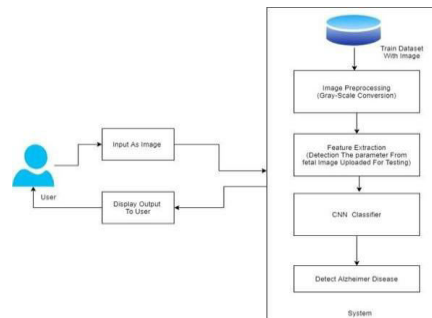 Train Dataset
With Image
Image Preprocessing
(Gray-Scale Conversion)
Input As Image
Feature Extraction
(Detection The parameter From
fetal Image Uploaded For Testing)
User
Display Output
To User
CNN Classifier
Detect Alzheimer Disease
System